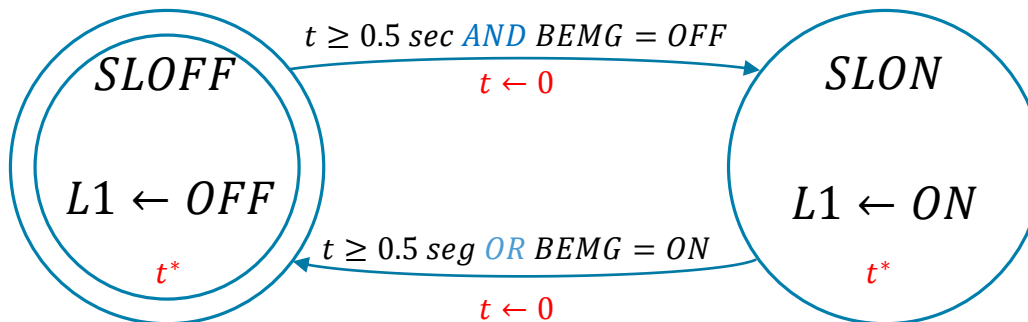 SLOFF
L1 ← OFF
t*
t ≥ 0.5 sec AND BEMG = OFF
t ← 0
t ≥ 0.5 seg OR BEMG = ON
t ← 0
SLON
L1 ← ON
t*